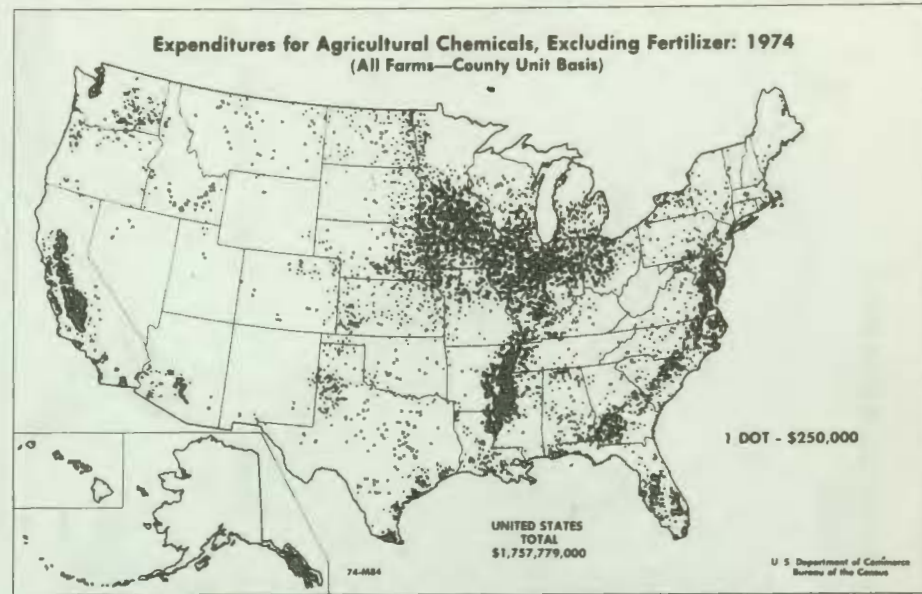 Expenditures for Agricultural Chemicals, Excluding Fertilizer: 1974
(All Farms—County Unit Basis)
1 DOT - $250,000
UNITED STATES
TOTAL
$1,757,779,000
74-M84
U S Department of Commerce
Bureau of the Census